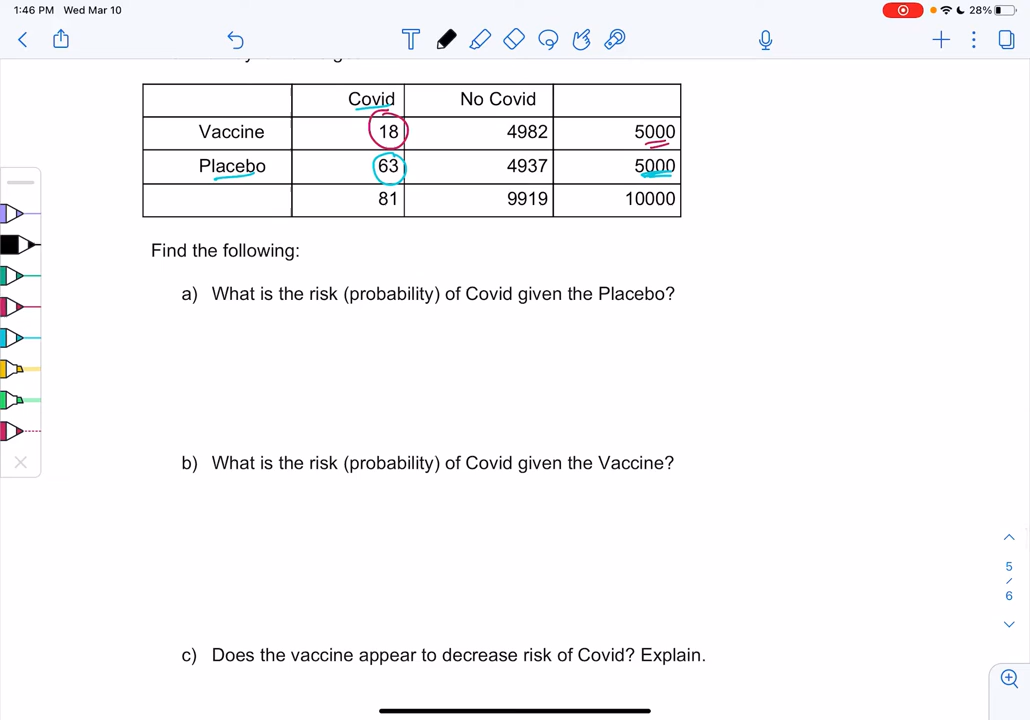 1:46 PM Wed Mar 10 28%
T
Covid No Covid
Vaccine 18 4982 5000
Placebo 63 4937 5000
81 9919 10000
Find the following:
a) What is the risk (probability) of Covid given the Placebo?
b) What is the risk (probability) of Covid given the Vaccine?
5
/
6
c) Does the vaccine appear to decrease risk of Covid? Explain.